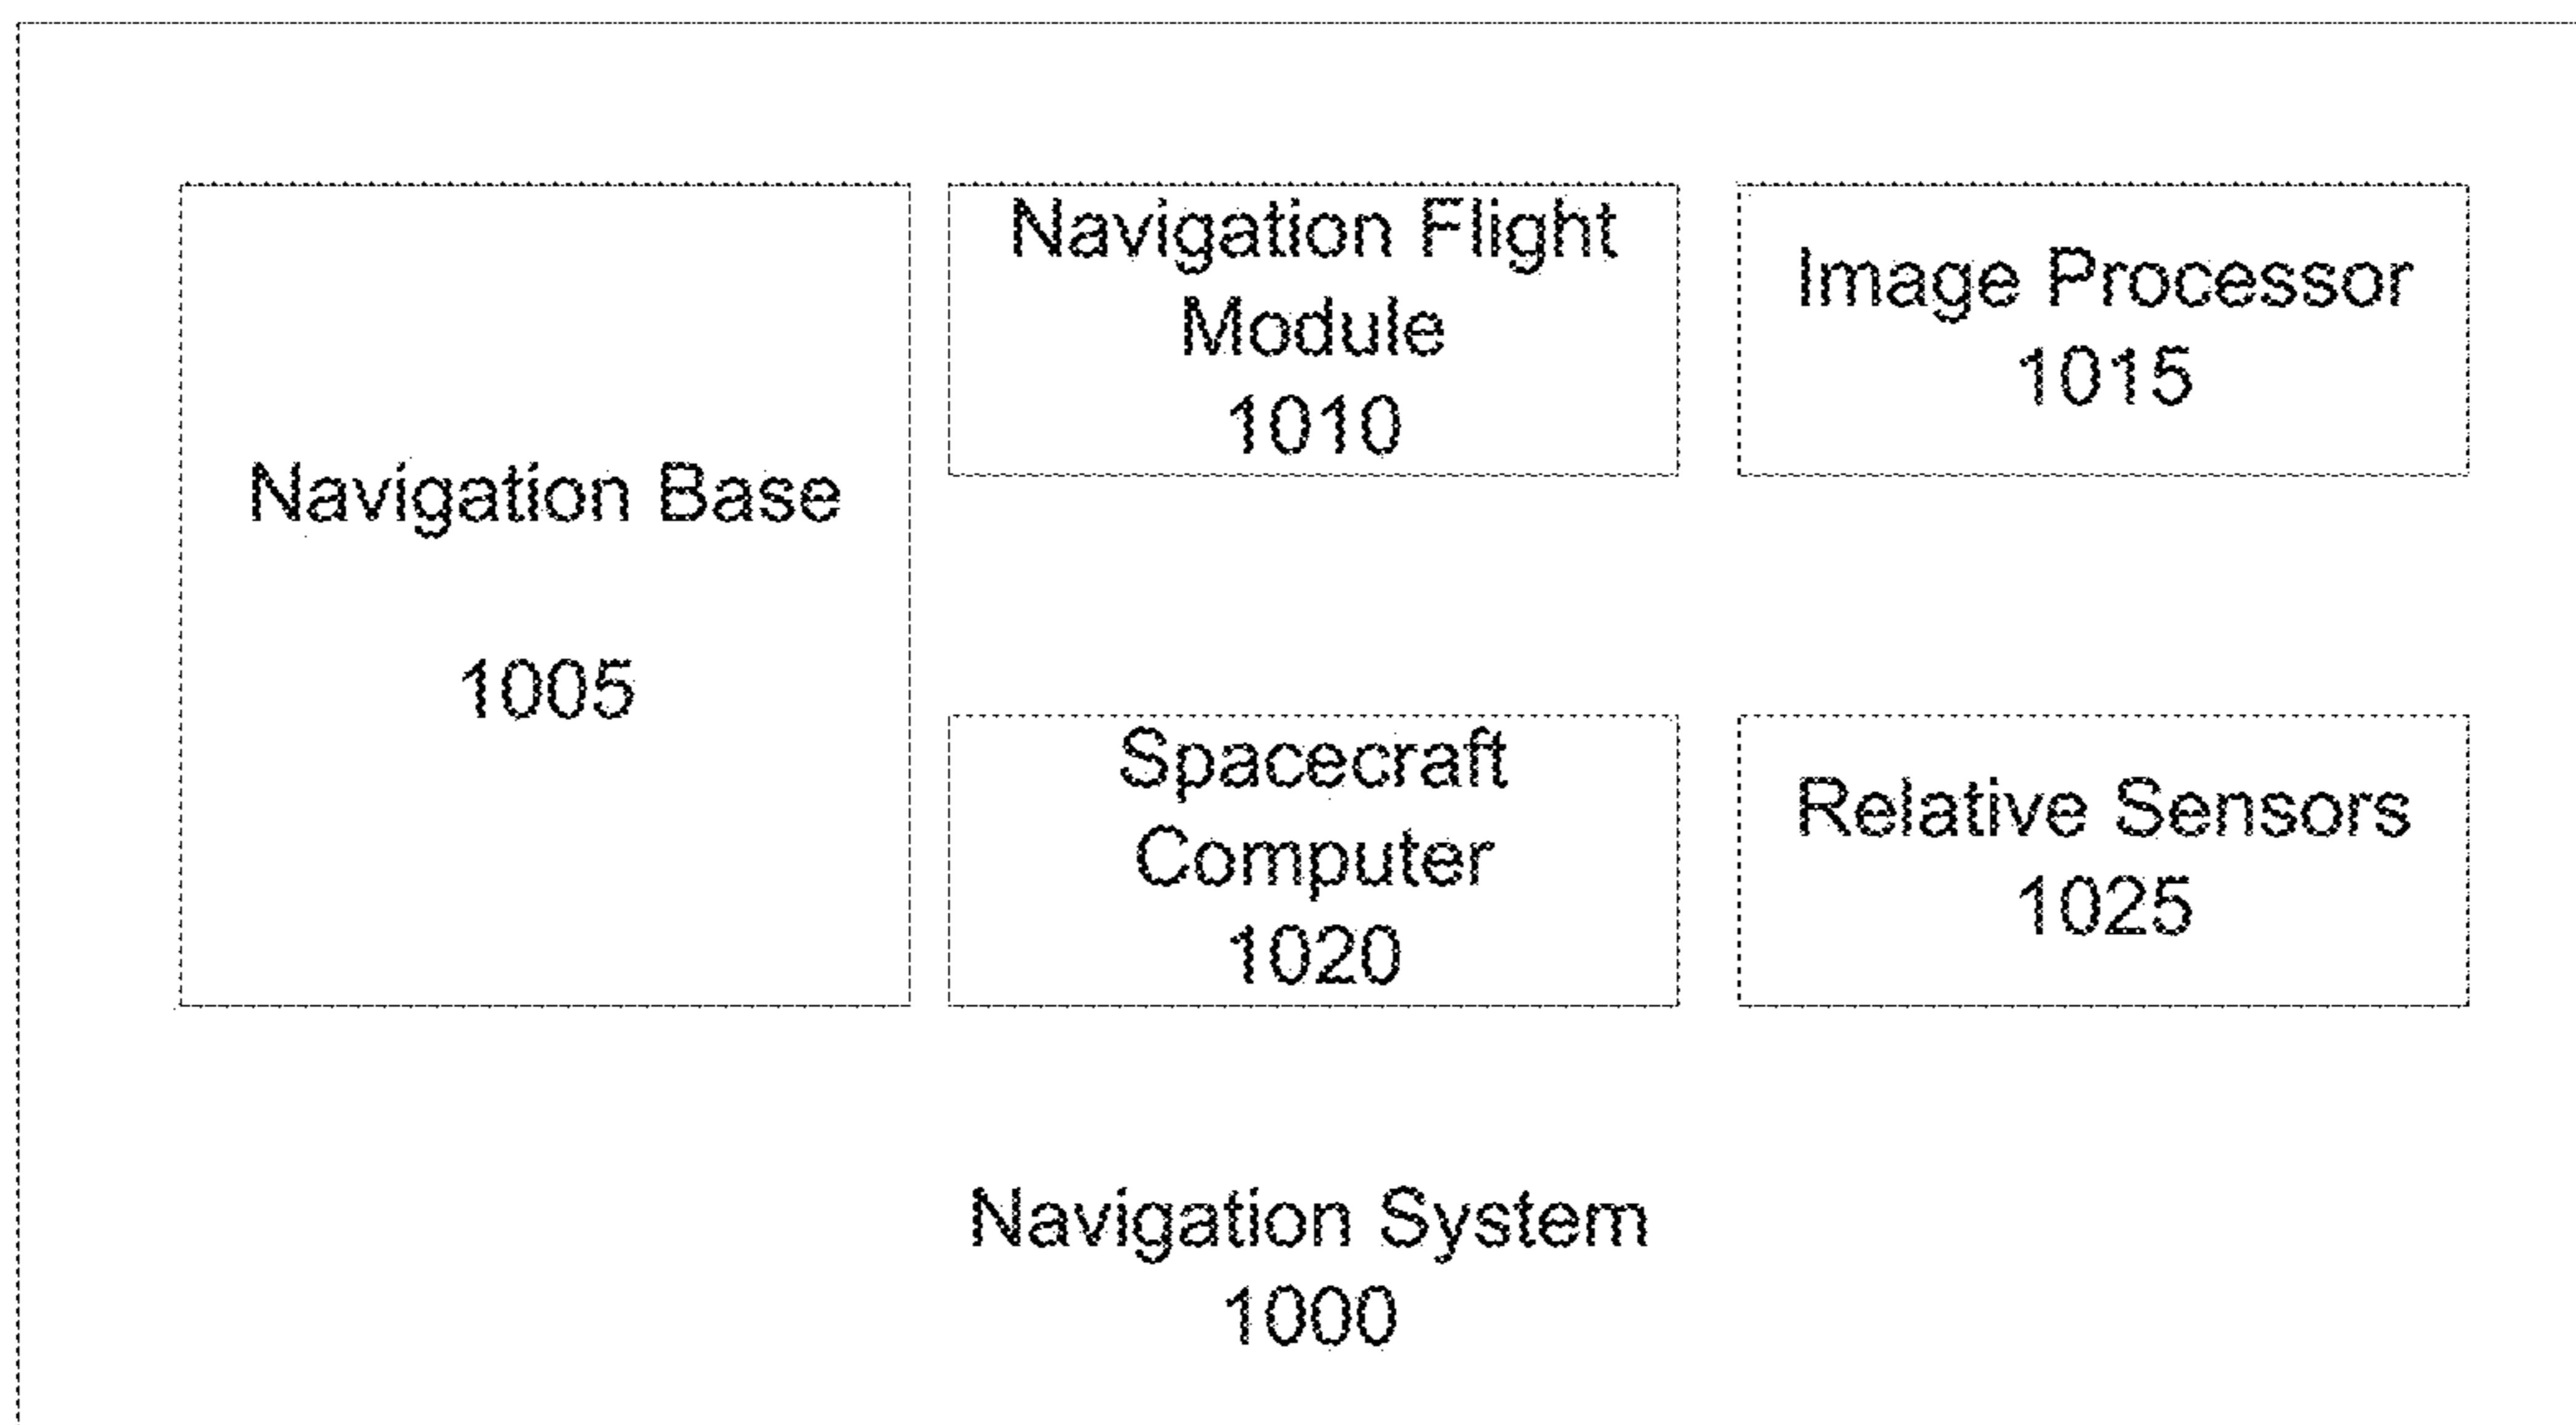 Navigation Base
1005
Navigation Flight
Module
1010
Image Processor
1015
Spacecraft
Computer
1020
Relative Sensors
1025
Navigation System
1000